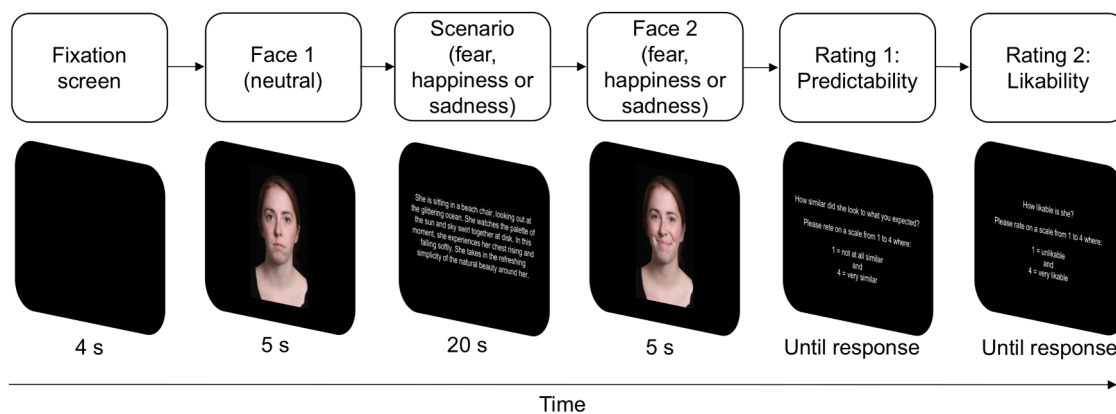 Fixation
screen
Face 1
(neutral)
Scenario
(fear,
happiness or
sadness)
Face 2
(fear,
happiness or
sadness)
Rating 1:
Predictability
Rating 2:
Likability
She is sitting in a beach chair, looking out at
the glittering ocean. She watches the palette of
the sun and sky swirl together at disk. In this
moment, she experiences her chest rising and
falling softly. She takes in the refreshing
simplicity of the natural beauty around her.
How similar did she look to what you expected?
Please rete on a scale from 1 to 4 where:
1 = not at all similar
and
4 = very similar
How likable is she?
Please rate on a scale from 1 to 4 where:
1 = unlikable
and
4 = very likable
4 s
5 s
20 s
5 s
Until response
Until response
Time